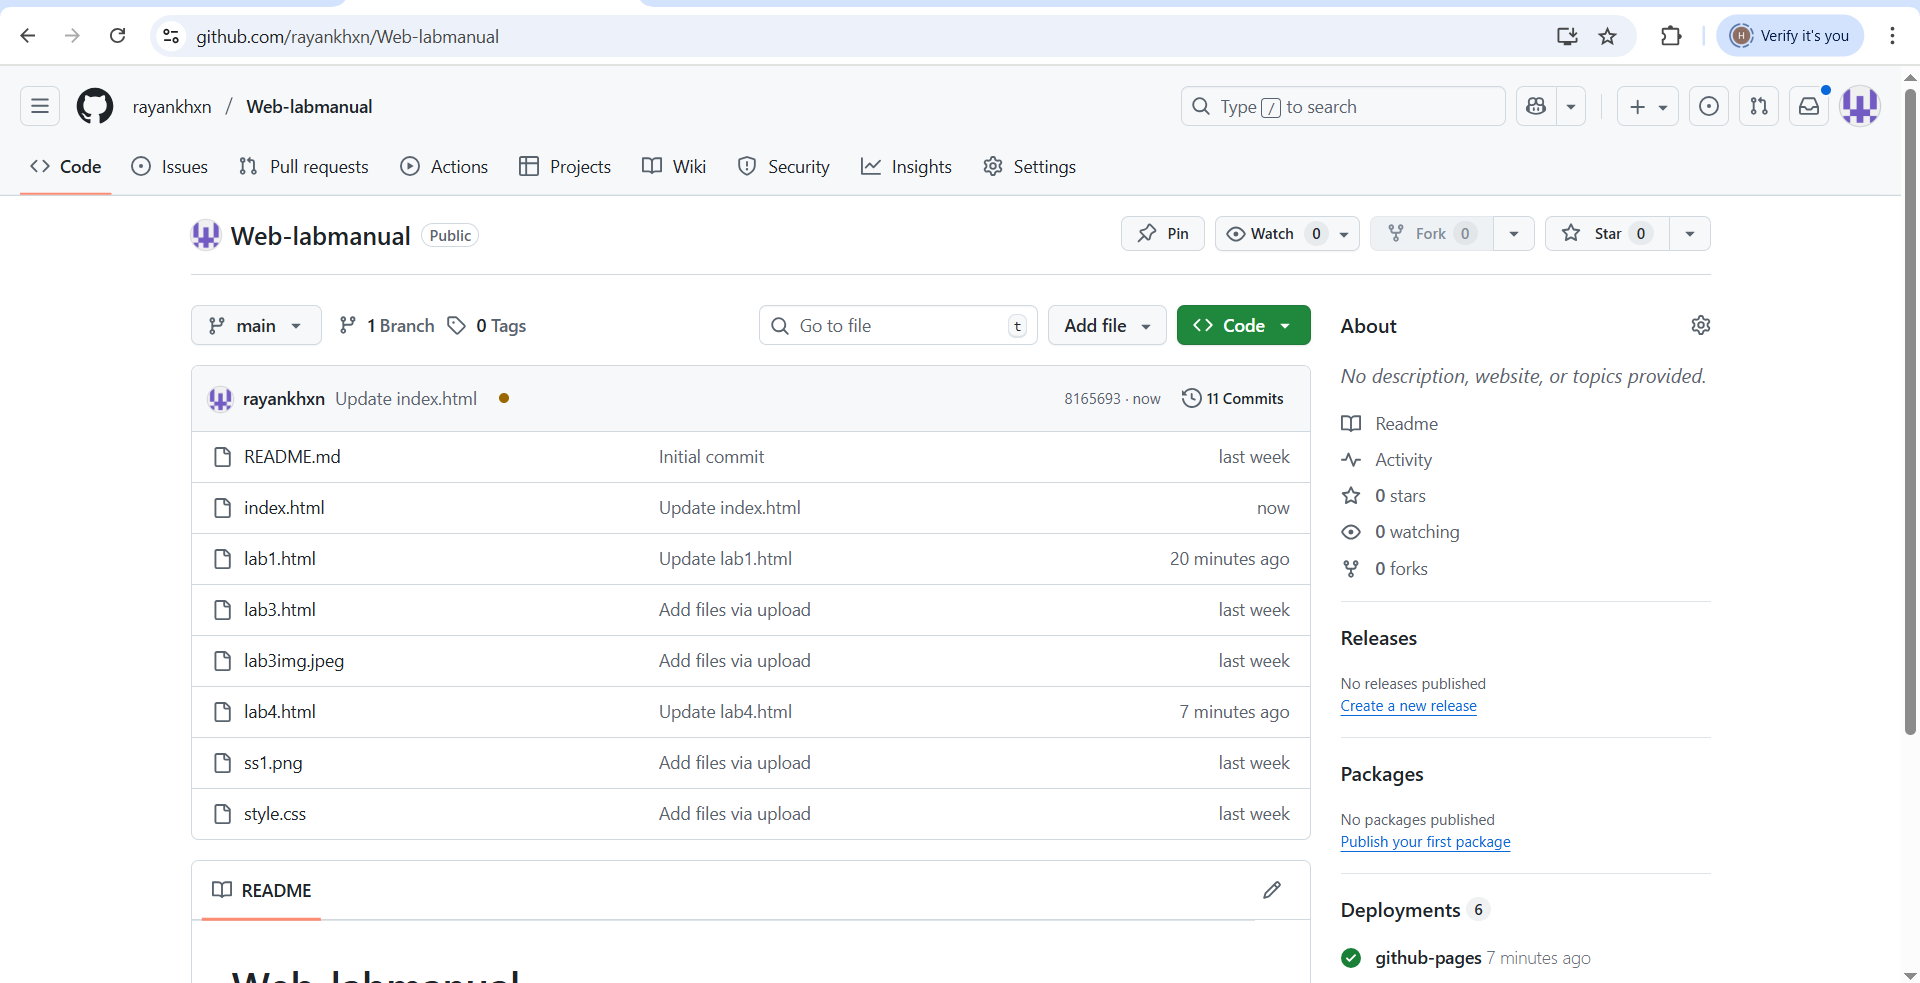 github.com/rayankhxn/Web-labmanual
H Verify it's you
rayankhxn / Web-labmanual
Type / to search
Code Issues Pull requests Actions Projects Wiki Security Insights Settings
Web-labmanual Public
Pin Watch 0 Fork 0 Star 0
main 1 Branch 0 Tags Go to file t Add file Code
rayankhxn Update index.html 8165693 · now 11 Commits
README.md Initial commit last week
index.html Update index.html now
lab1.html Update lab1.html 20 minutes ago
lab3.html Add files via upload last week
lab3img.jpeg Add files via upload last week
lab4.html Update lab4.html 7 minutes ago
ss1.png Add files via upload last week
style.css Add files via upload last week
README
Web-labmanual
About
No description, website, or topics provided.
Readme
Activity
0 stars
0 watching
0 forks
Releases
No releases published
Create a new release
Packages
No packages published
Publish your first package
Deployments 6
github-pages 7 minutes ago